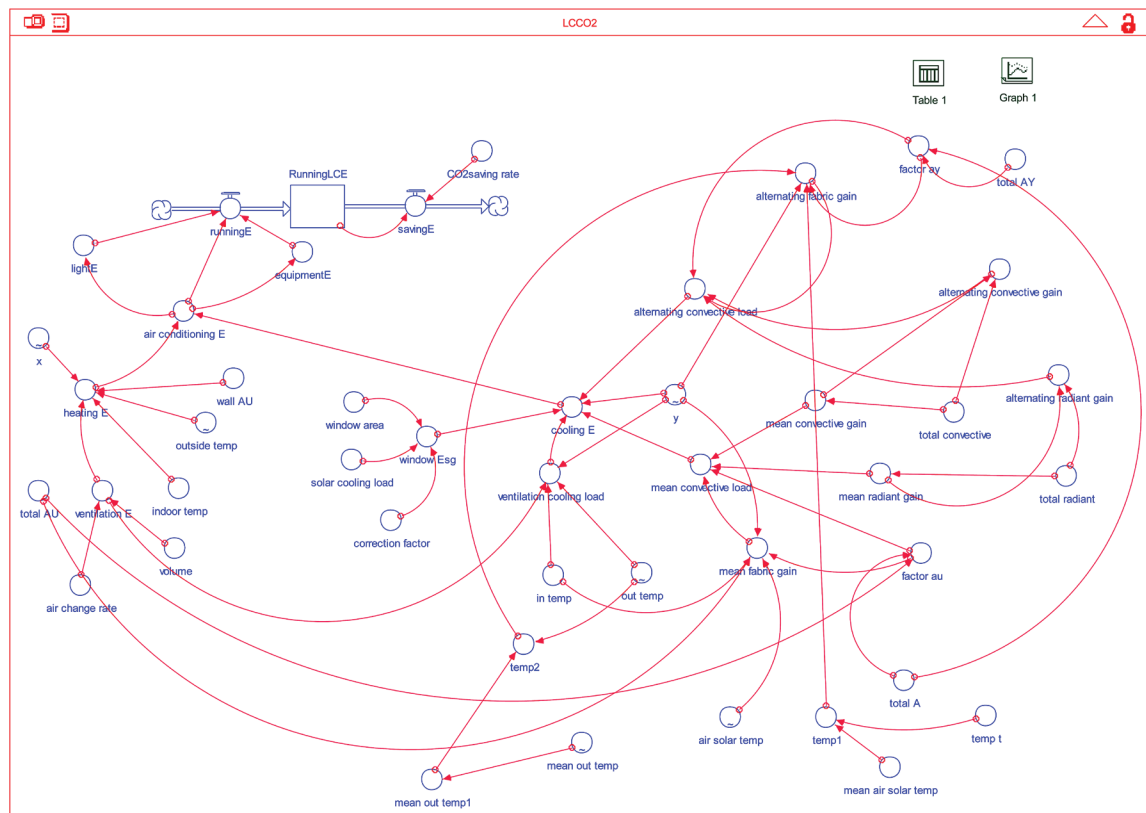 LCCO2
Table 1
Graph 1
CO2saving rate
RunningLCE
factor ay
total AY
alternating fabric gain
runningE
savingE
lightE
equipmentE
alternating convective gain
alternating convective load
air conditioning E
x
wall AU
heating E
outside temp
window area
cooling E
y
mean convective gain
total convective
alternating radiant gain
window Esg
solar cooling load
ventilation cooling load
mean convective load
mean radiant gain
total radiant
total AU
ventilation E
indoor temp
correction factor
volume
mean fabric gain
factor au
air change rate
in temp
out temp
temp2
total A
air solar temp
temp1
temp t
mean out temp
mean air solar temp
mean out temp1
~
~
~
~
~
~